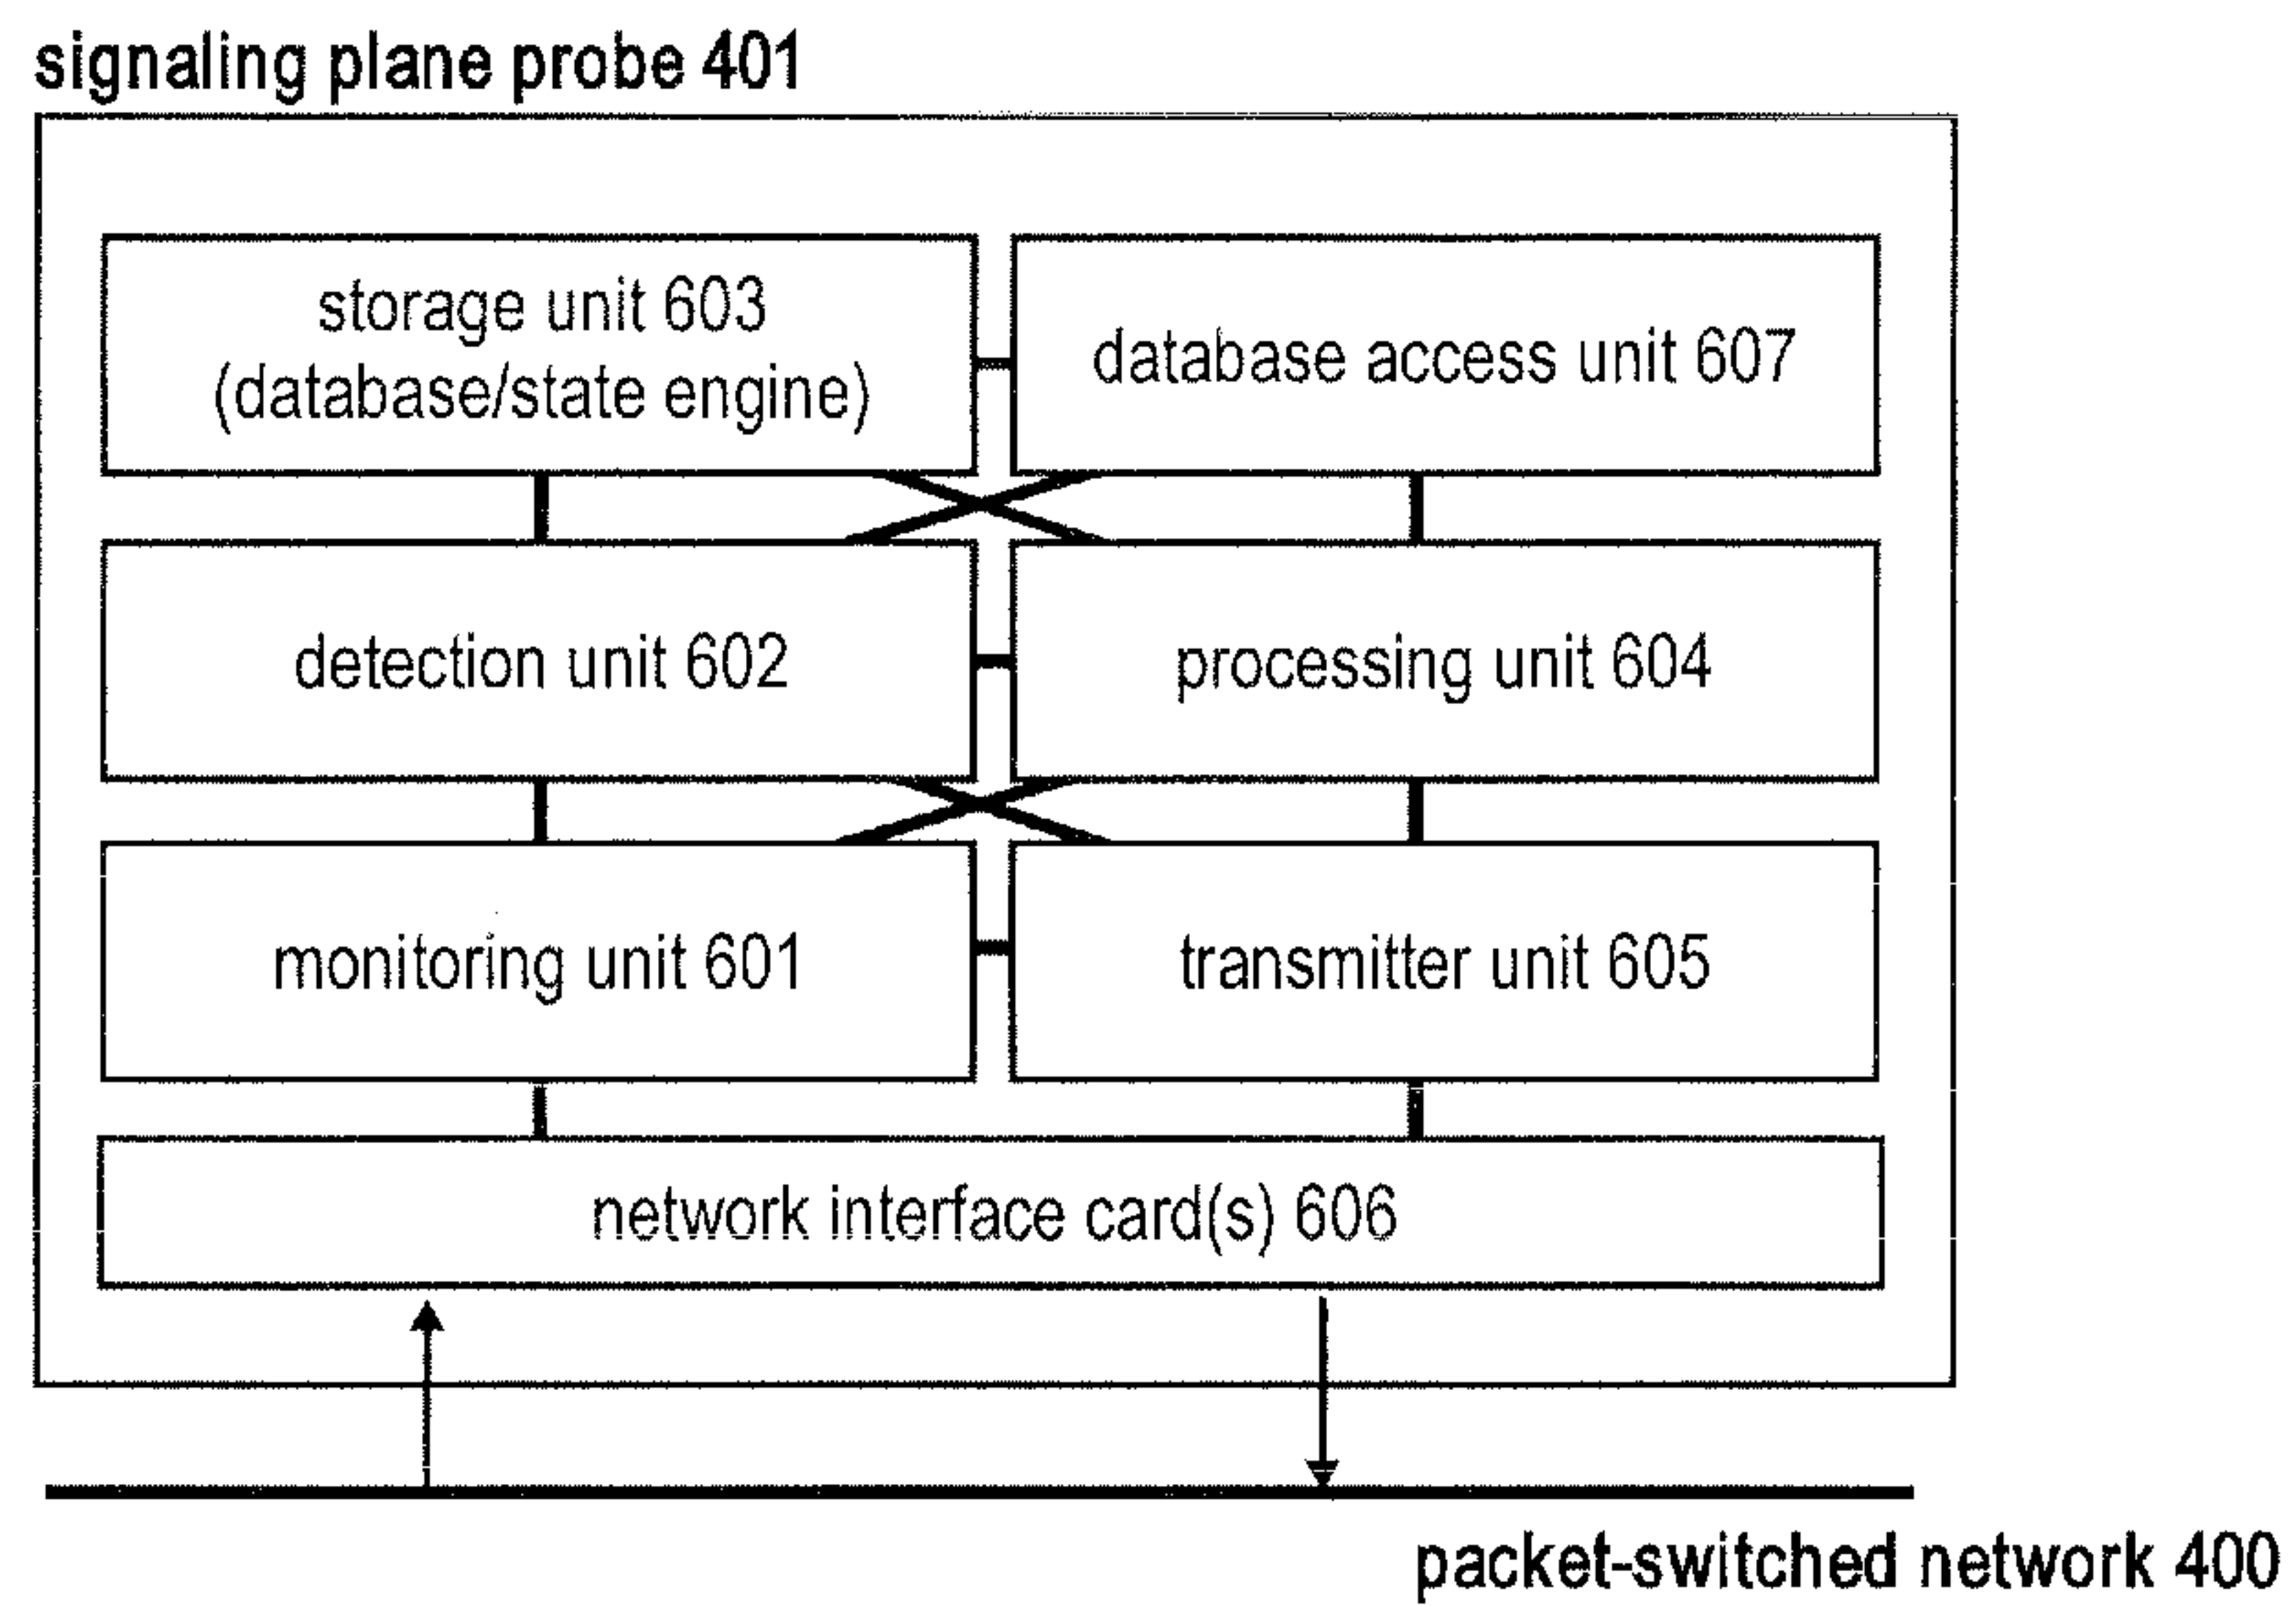 signaling plane probe 401
storage unit 603
(database/state engine)
database access unit 607
detection unit 602
processing unit 604
monitoring unit 601
transmitter unit 605
network interface card(s) 606
packet-switched network 400